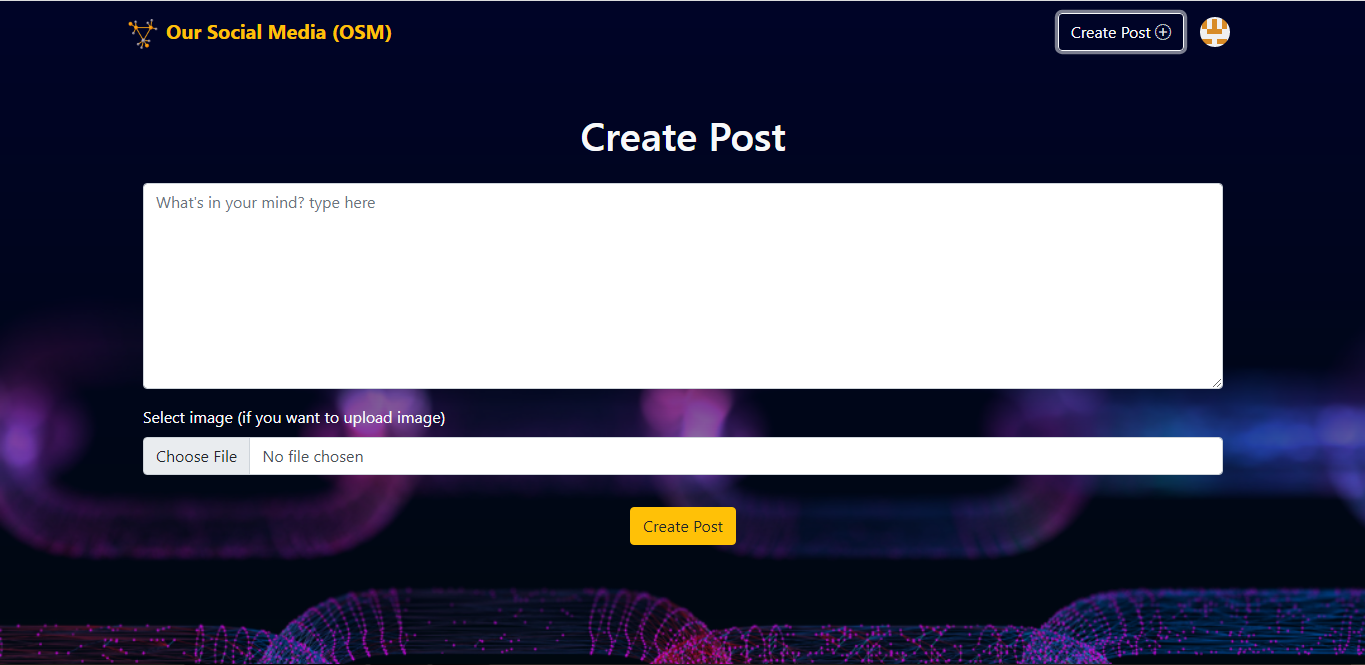 Our Social Media (OSM)
Create Post
Create Post
What's in your mind? type here
Select image (if you want to upload image)
Choose File No file chosen
Create Post